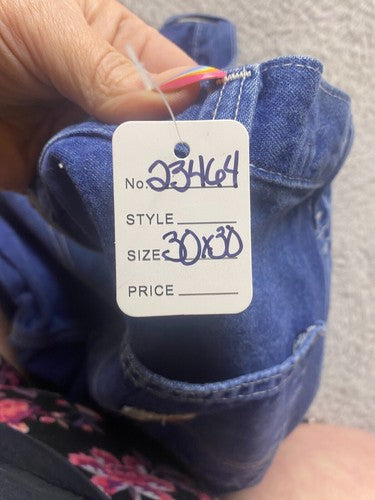 No. 23464
STYLE
SIZE 30x30
PRICE